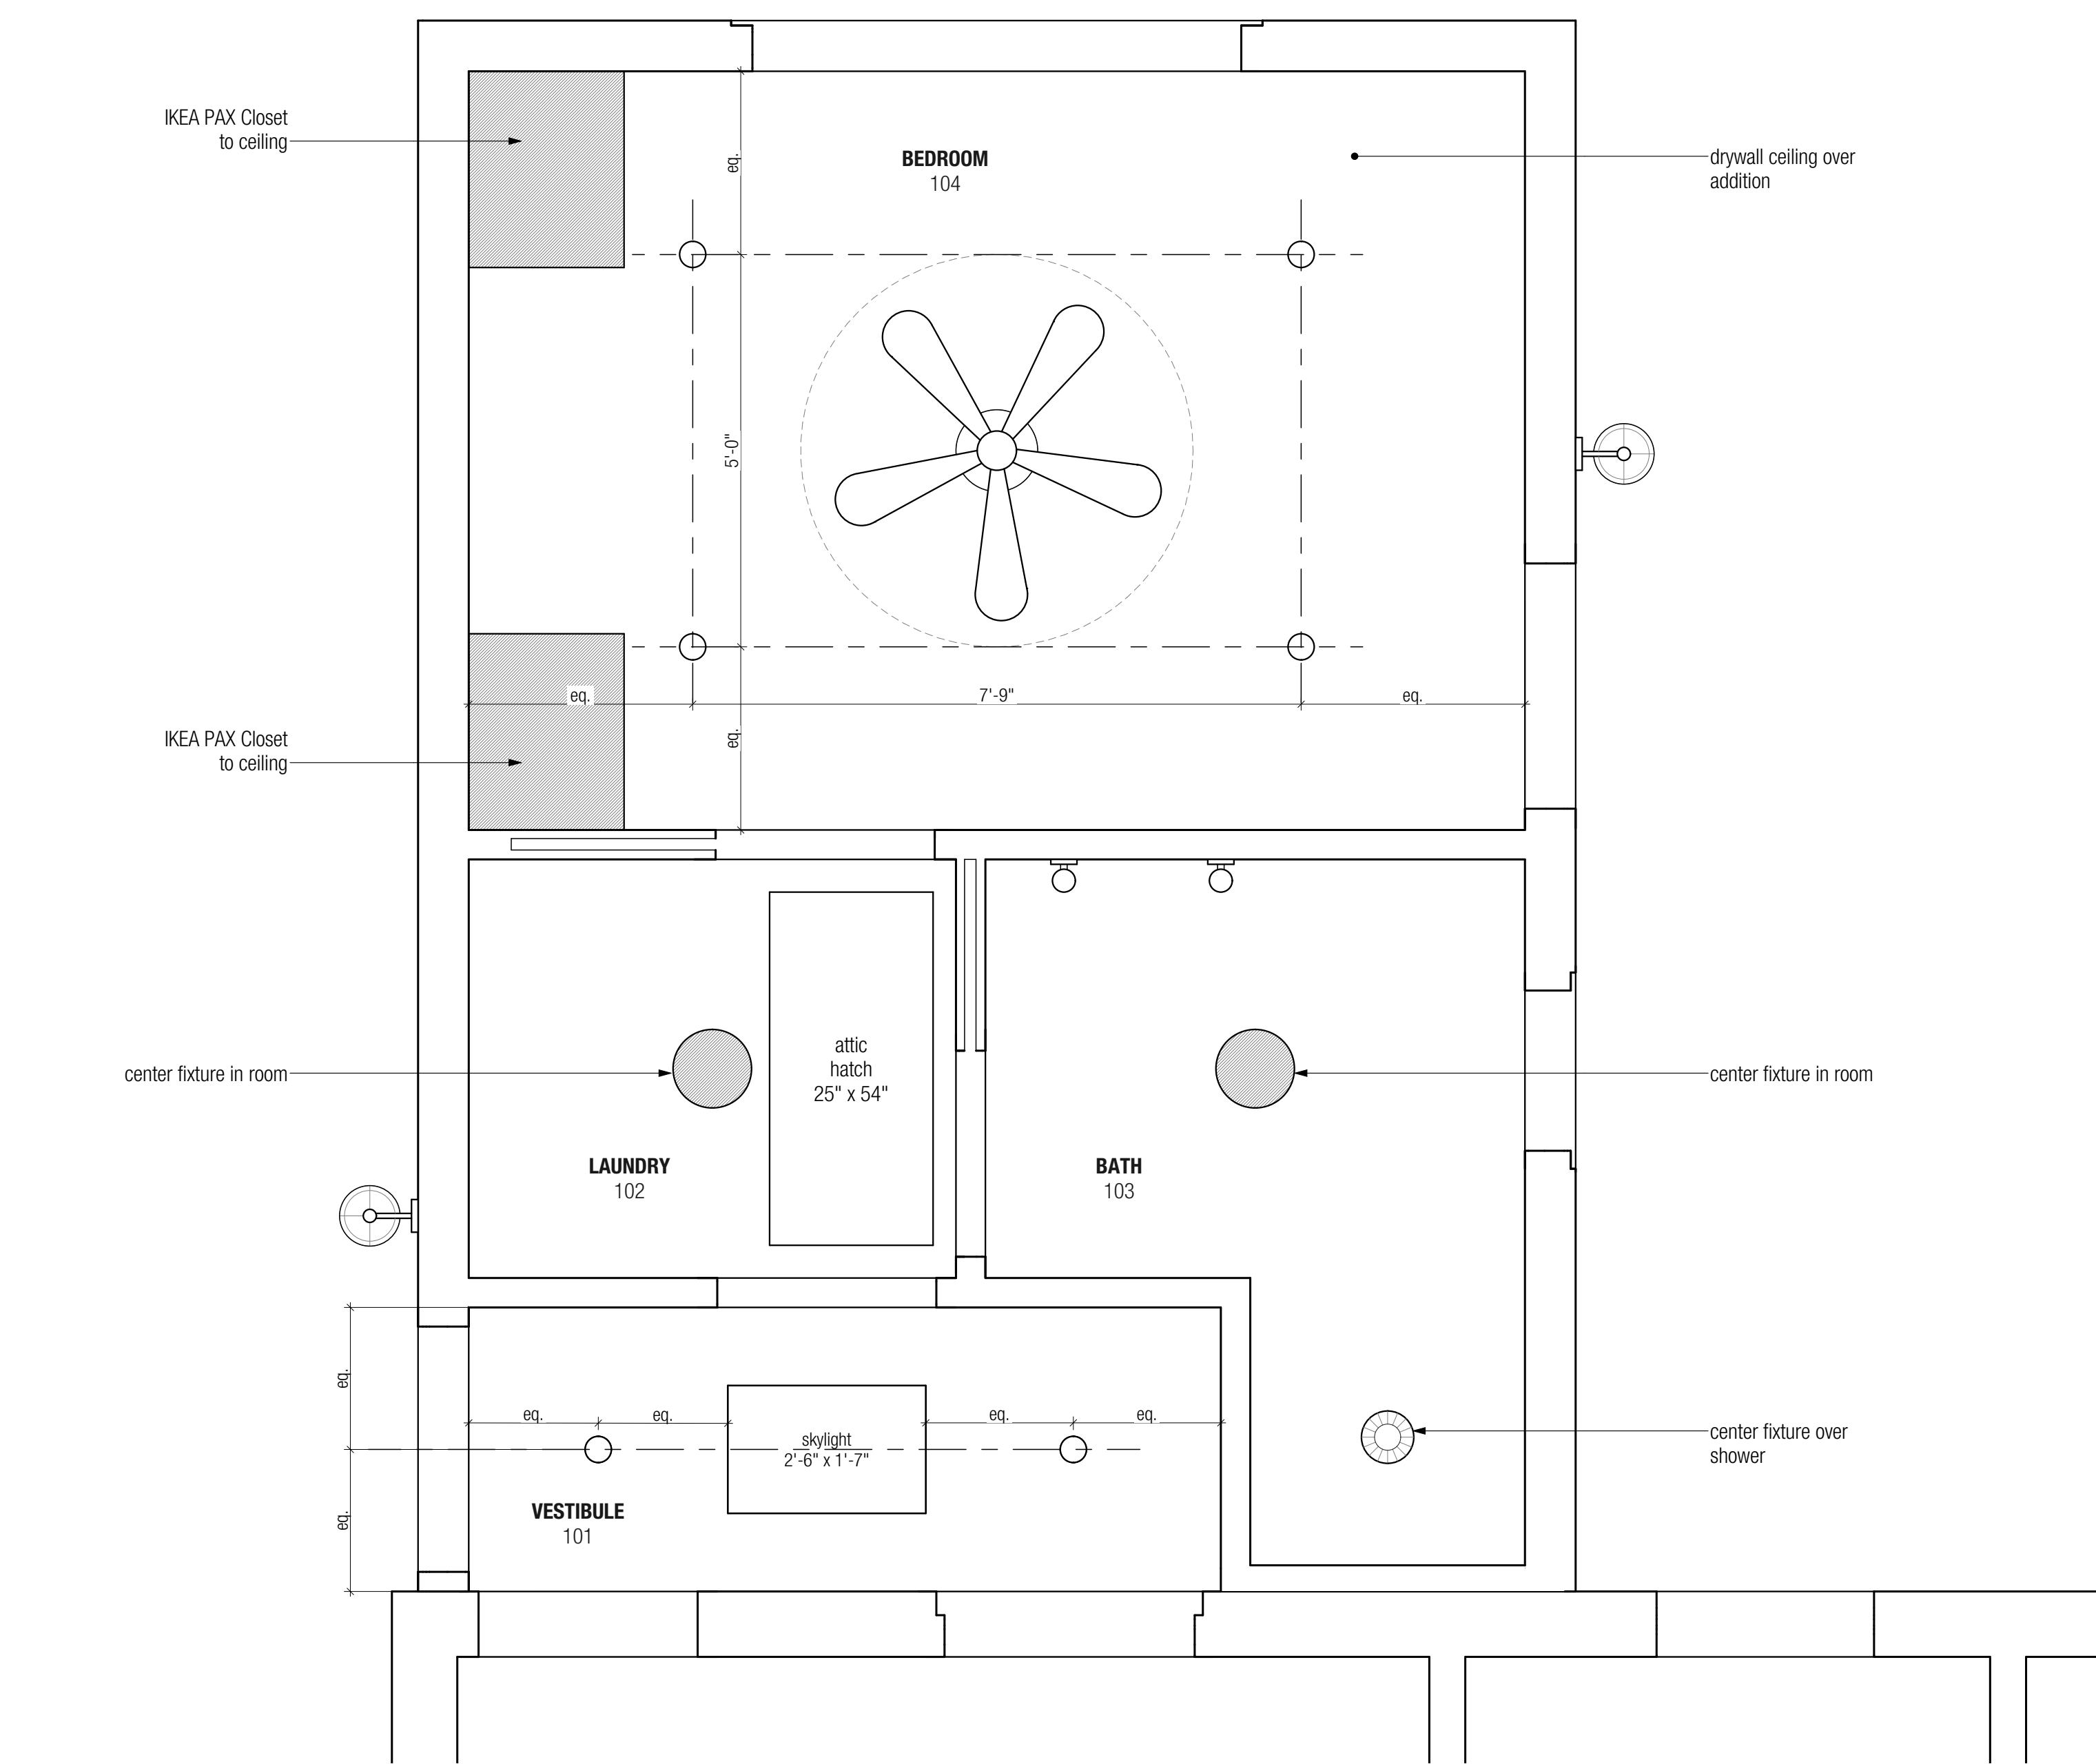 IKEA PAX Closet
to ceiling
eq.
BEDROOM
104
drywall ceiling over
addition
5'-0"
eq.
7'-9"
eq.
IKEA PAX Closet
to ceiling
eq.
center fixture in room
attic
hatch
25" x 54"
center fixture in room
LAUNDRY
102
BATH
103
eq.
eq.
eq.
eq.
eq.
skylight
2'-6" x 1'-7"
center fixture over
shower
VESTIBULE
101
eq.